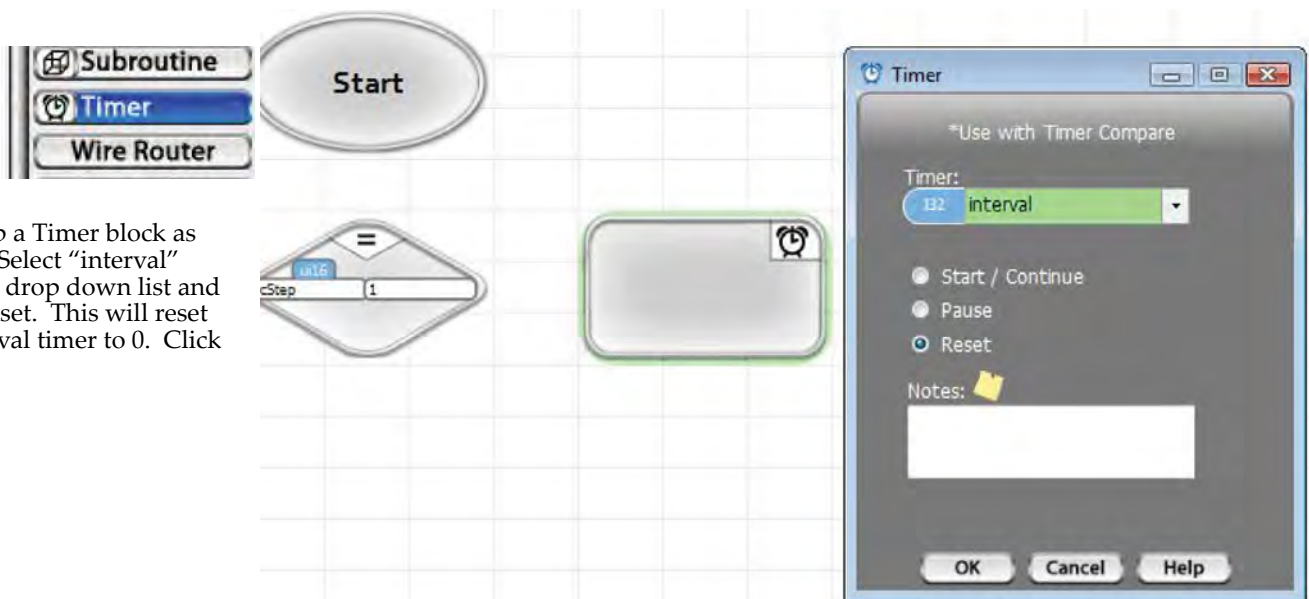 Subroutine
Timer
Wire Router
a Timer block as
Select "interval"
drop down list and
set. This will reset
val timer to 0. Click
Start
=
ui16
cStep
1
Timer
*Use with Timer Compare
Timer:
I32 interval
Start / Continue
Pause
Reset
Notes:
OK Cancel Help